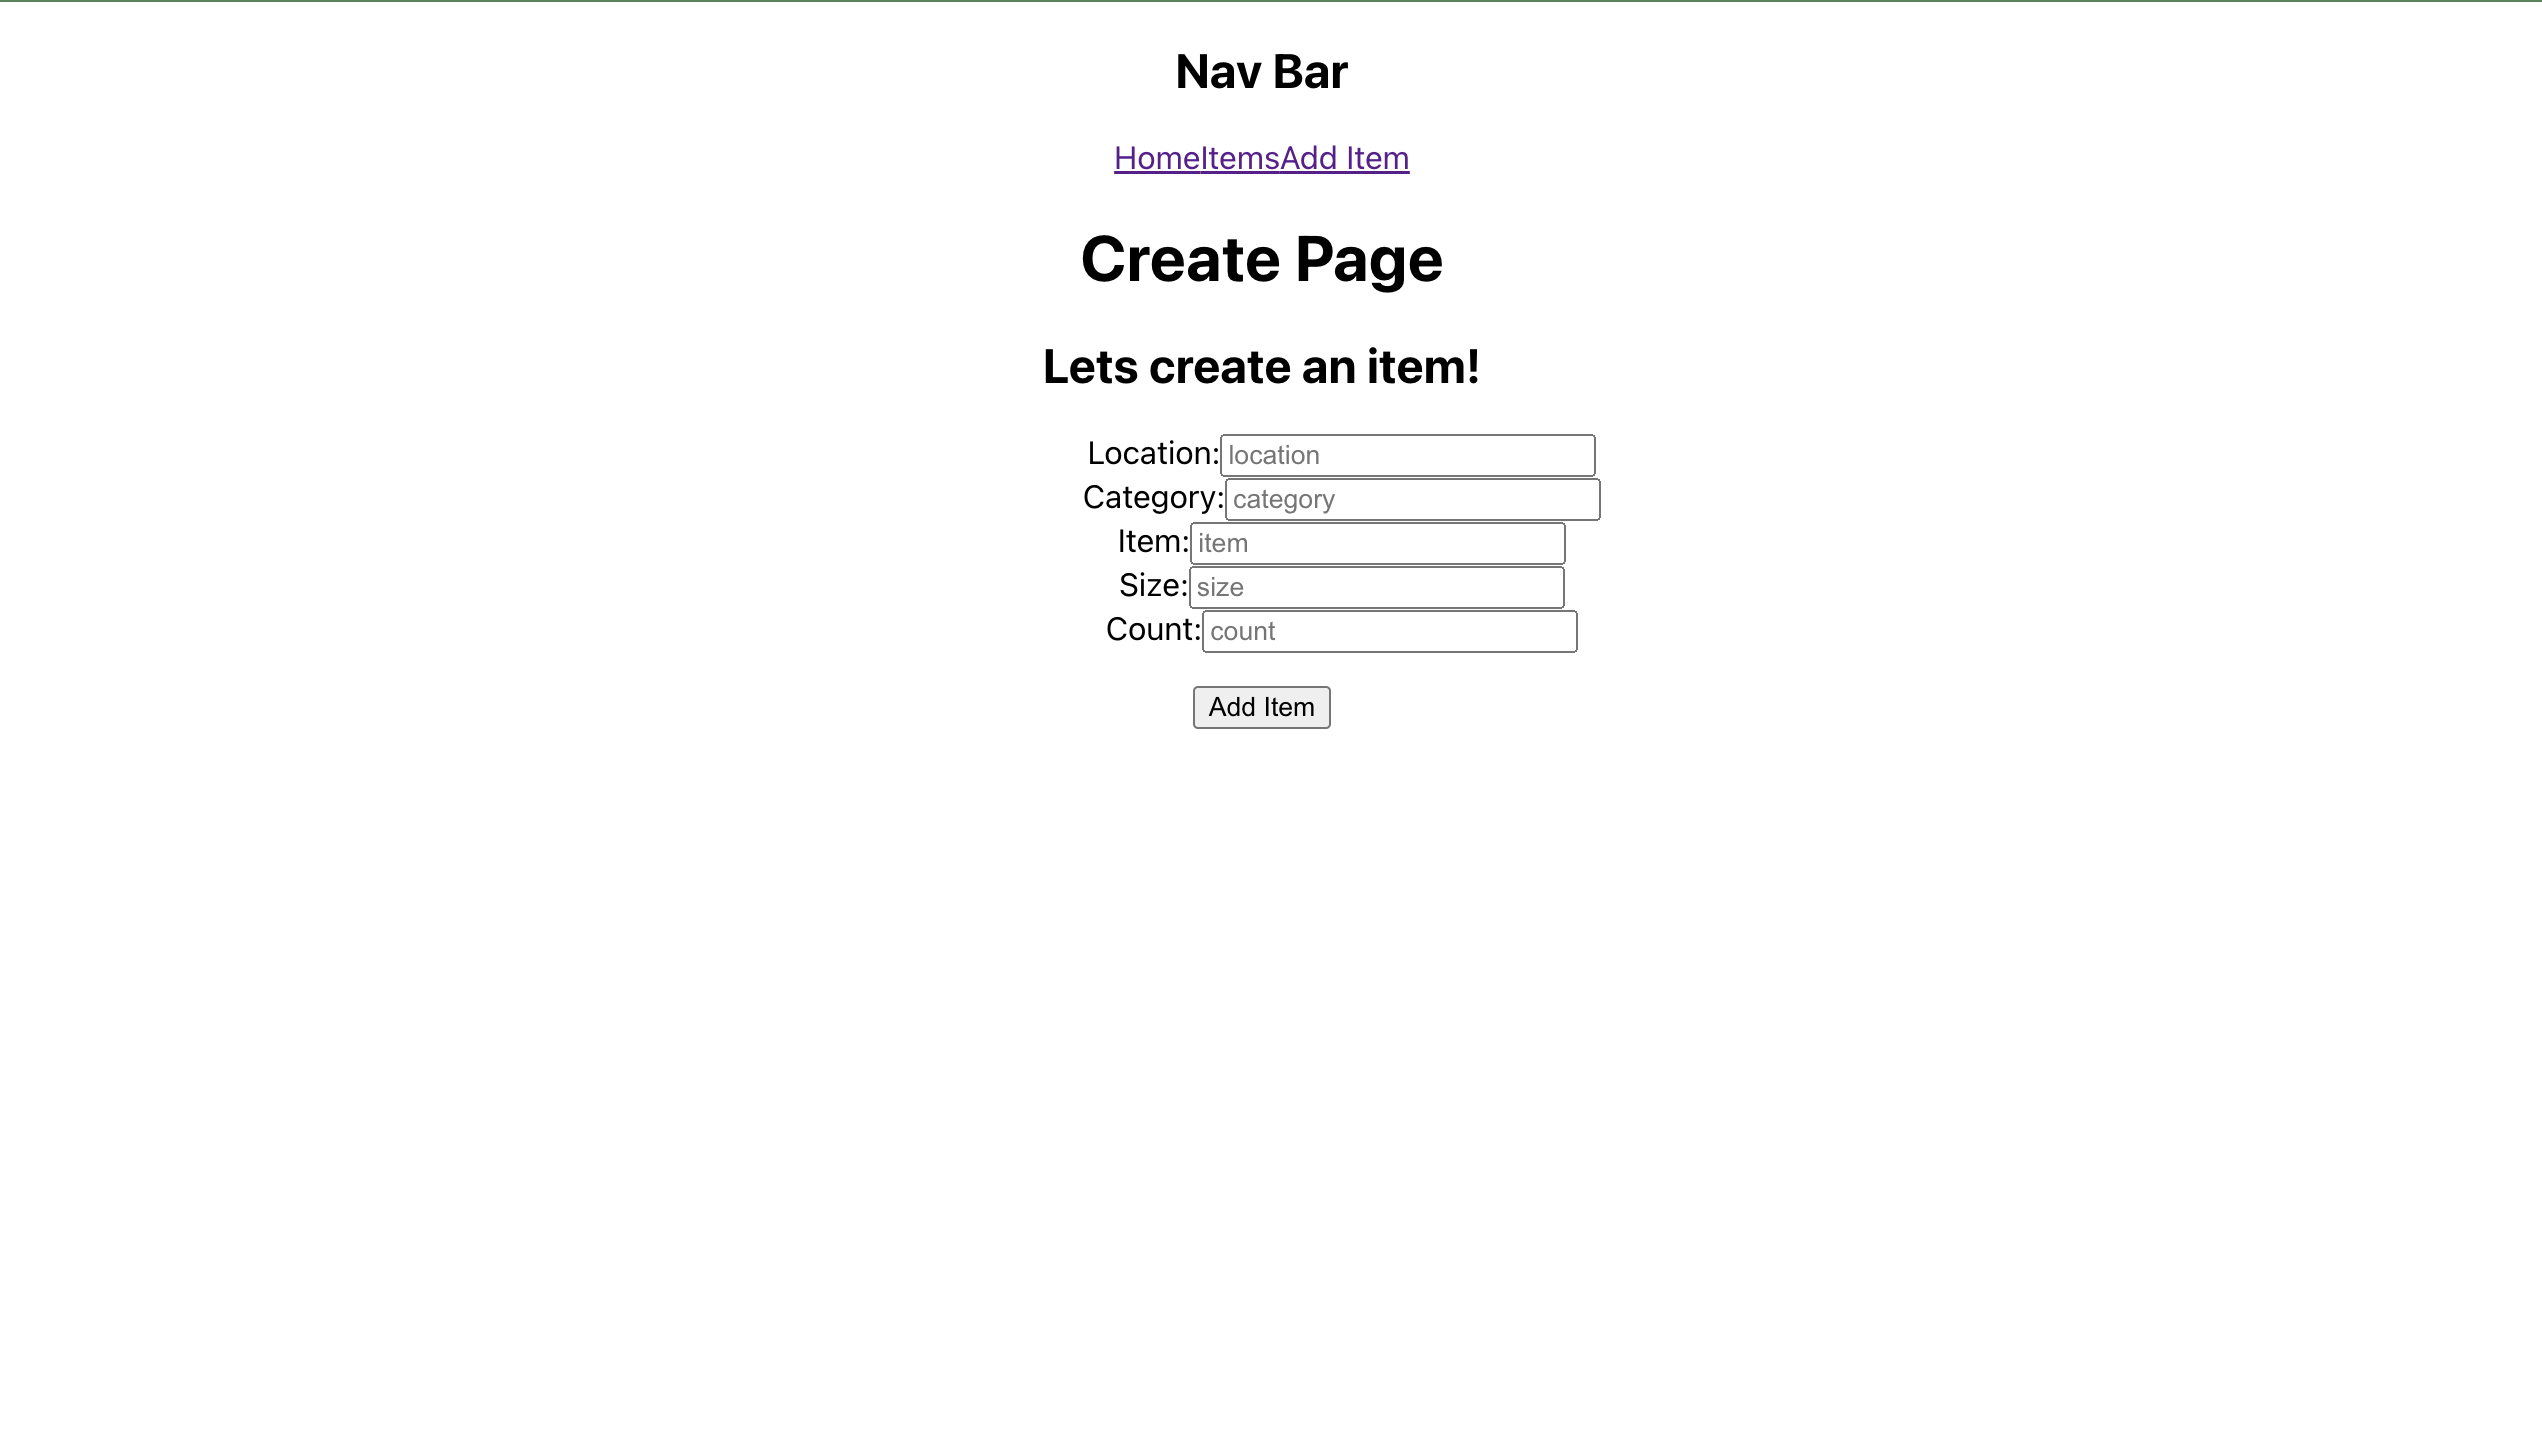 Nav Bar
HomeItemsAdd Item
Create Page
Lets create an item!
Location: location
Category: category
Item: item
Size: size
Count: count
Add Item